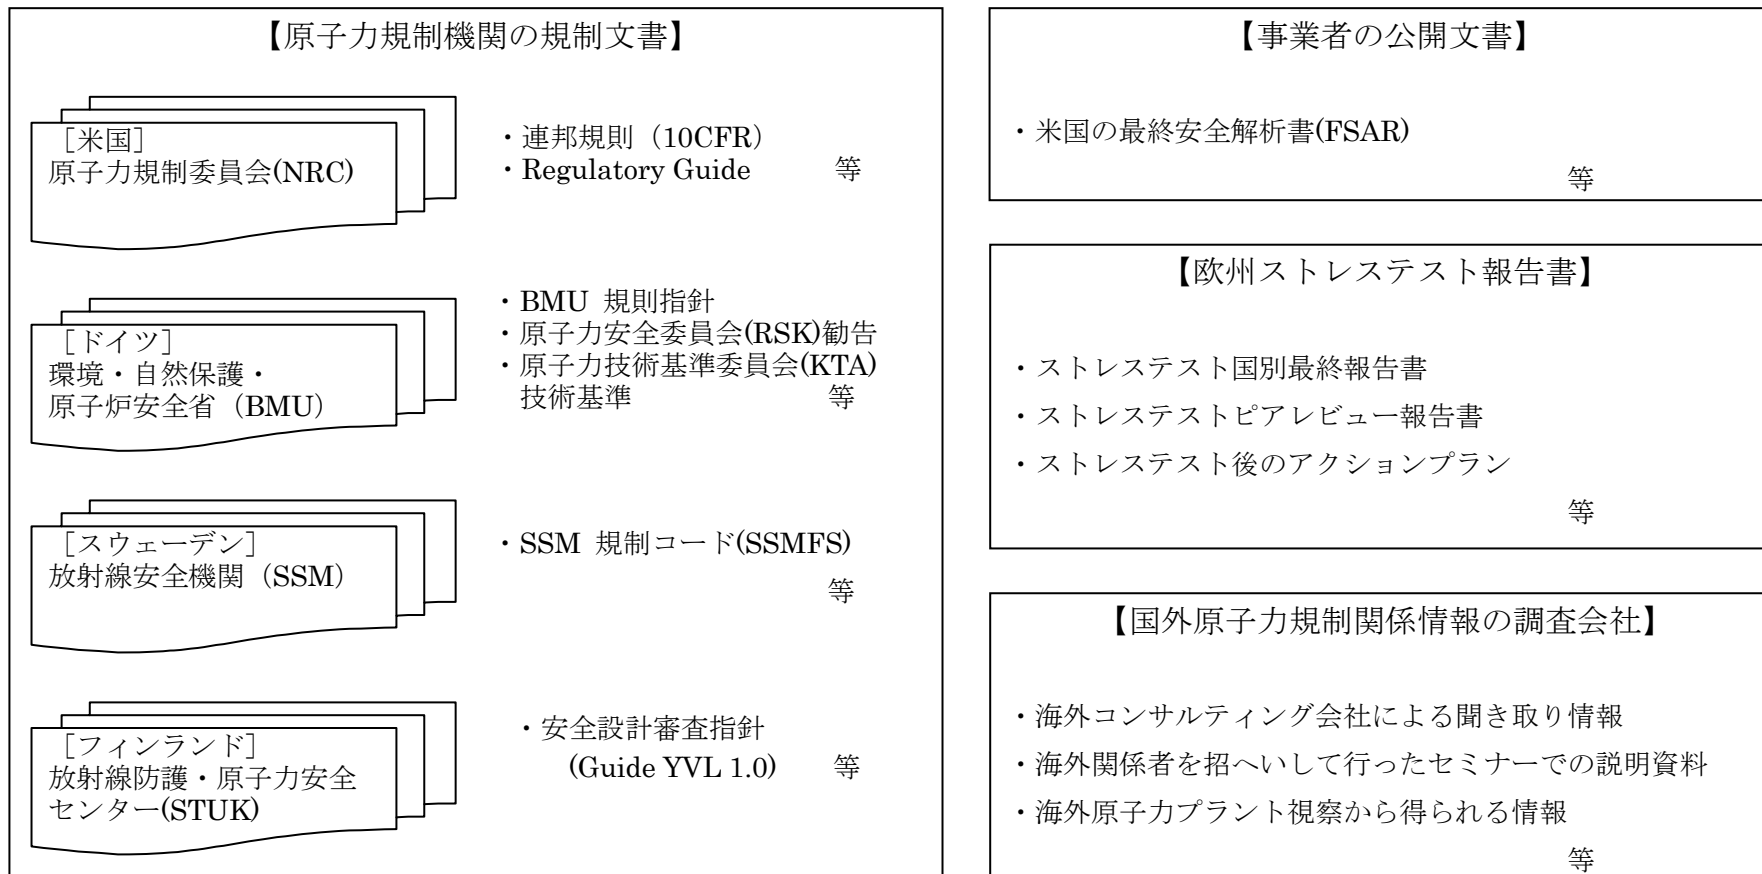 【原子力規制機関の規制文書】
［米国］
原子力規制委員会(NRC)
・連邦規則（10CFR）
・Regulatory Guide 等
［ドイツ］
環境・自然保護・
原子炉安全省（BMU）
・BMU 規則指針
・原子力安全委員会(RSK)勧告
・原子力技術基準委員会(KTA)
技術基準 等
［スウェーデン］
放射線安全機関（SSM）
・SSM 規制コード(SSMFS)
等
［フィンランド］
放射線防護・原子力安全
センター(STUK)
・安全設計審査指針
(Guide YVL 1.0) 等
【事業者の公開文書】
・米国の最終安全解析書(FSAR)
等
【欧州ストレステスト報告書】
・ストレステスト国別最終報告書
・ストレステストピアレビュー報告書
・ストレステスト後のアクションプラン
等
【国外原子力規制関係情報の調査会社】
・海外コンサルティング会社による聞き取り情報
・海外関係者を招へいして行ったセミナーでの説明資料
・海外原子力プラント視察から得られる情報
等